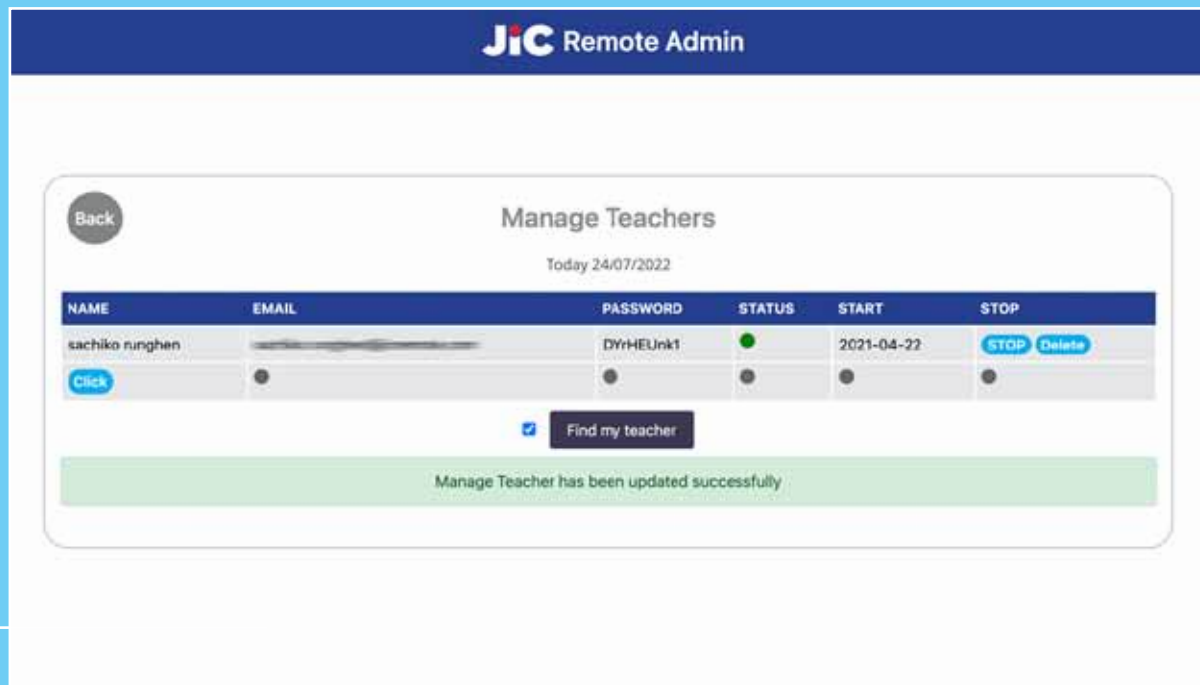 JiC Remote Admin
Back
Manage Teachers
Today 24/07/2022
NAME EMAIL PASSWORD STATUS START STOP
sachiko runghen DYrHEUnk1 2021-04-22 STOP Delete
Click
Find my teacher
Manage Teacher has been updated successfully